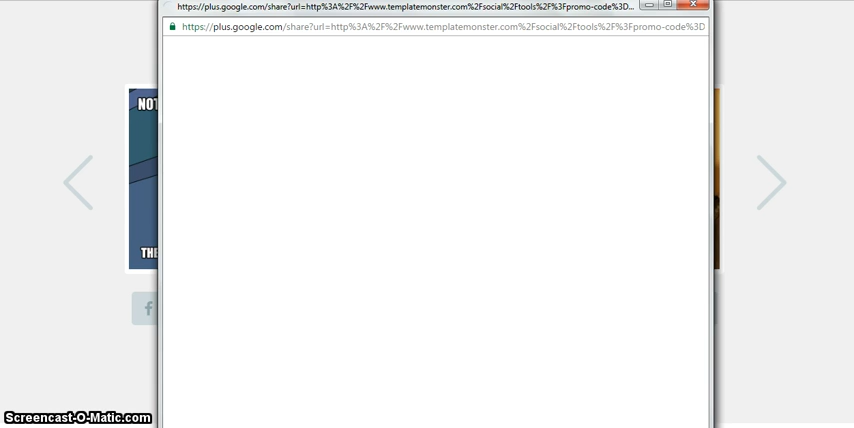 https://plus.google.com/share?url=http%3A%2F%2Fwww.templatemonster.com%2Fsocial%2Ftools%2F%3Fpromo-code%3D...
https://plus.google.com/share?url=http%3A%2F%2Fwww.templatemonster.com%2Fsocial%2Ftools%2F%3Fpromo-code%3D
NOT
THE
f
Screencast-O-Matic.com